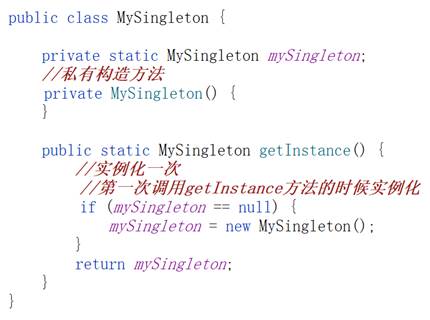 public class MySingleton {
private static MySingleton mySingleton;
//私有构造方法
private MySingleton() {
}
public static MySingleton getInstance() {
//实例化一次
//第一次调用getInstance方法的时候实例化
if (mySingleton == null) {
mySingleton = new MySingleton();
}
return mySingleton;
}
}